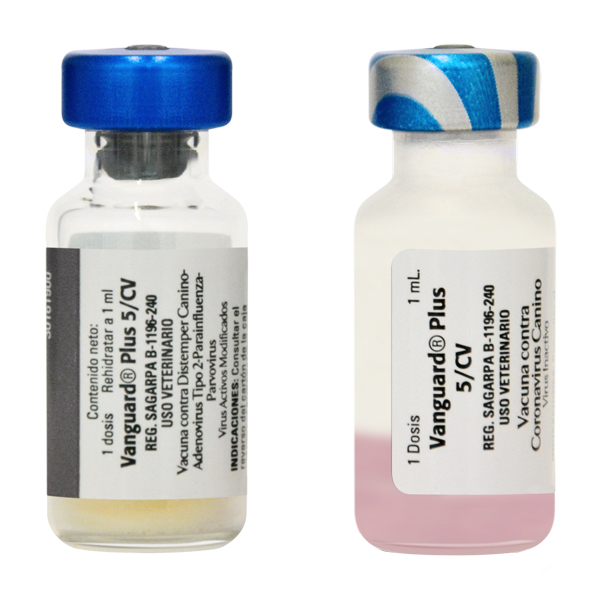 Contenido neto:
1 dosis Rehidratar a 1 ml
Vanguard® Plus 5/CV
REG. SAGARPA B-1196-240
USO VETERINARIO
Vacuna contra Distemper Canino-
Adenovirus Tipo 2-Parainfluenza-
Parvovirus
Virus Activos Modificados
INDICACIONES: Consultar el
reverso del cartón de la caja
1 Dosis 1 mL.
Vanguard® Plus
5/CV
REG. SAGARPA B-1196-240
USO VETERINARIO
Vacuna contra
Coronavirus Canino
Virus Inactivo